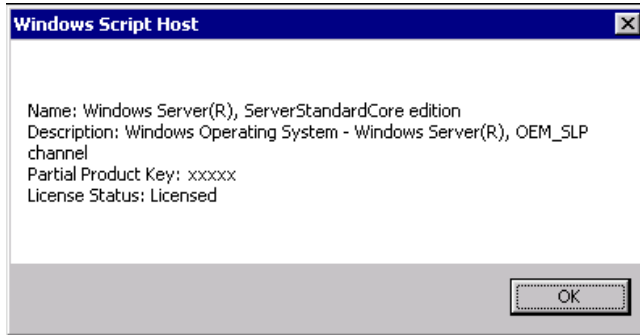 Windows Script Host
Name: Windows Server(R), ServerStandardCore edition
Description: Windows Operating System - Windows Server(R), OEM_SLP
channel
Partial Product Key: xxxxx
License Status: Licensed
OK